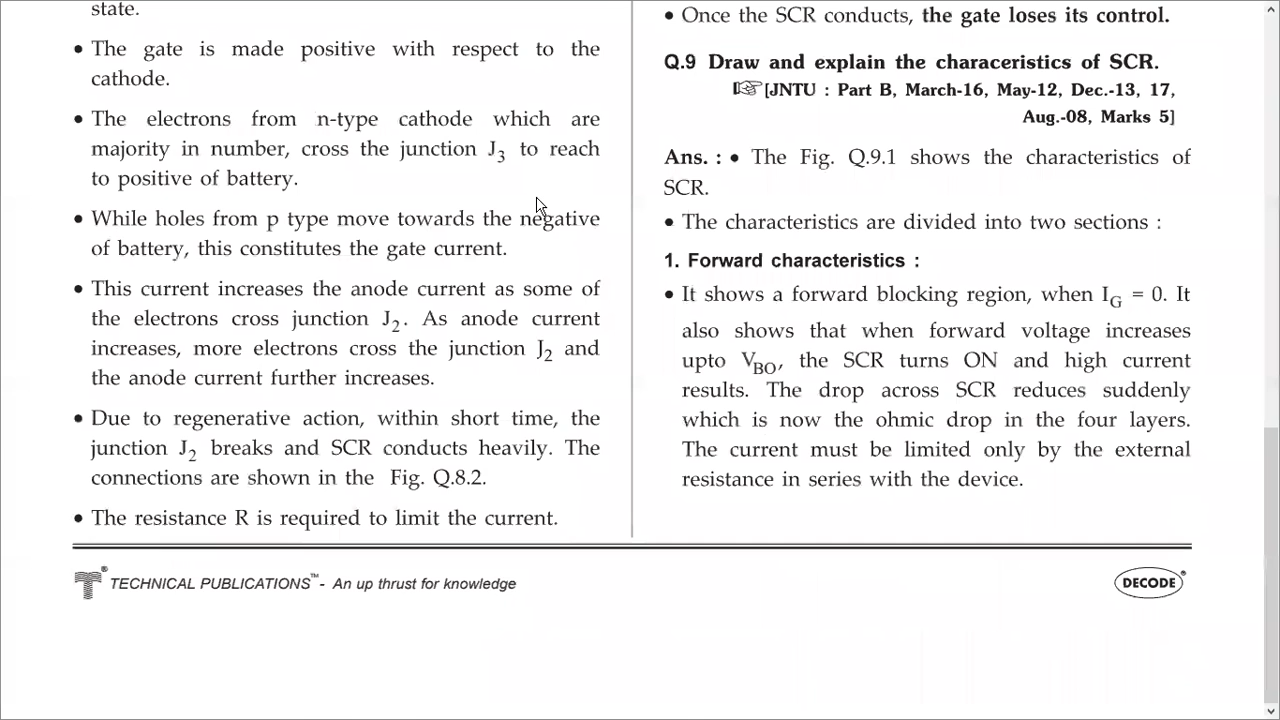 state.
• The gate is made positive with respect to the
cathode.
• The electrons from n-type cathode which are
majority in number, cross the junction J3 to reach
to positive of battery.
• While holes from p type move towards the negative
of battery, this constitutes the gate current.
• This current increases the anode current as some of
the electrons cross junction J2. As anode current
increases, more electrons cross the junction J2 and
the anode current further increases.
• Due to regenerative action, within short time, the
junction J2 breaks and SCR conducts heavily. The
connections are shown in the Fig. Q.8.2.
• The resistance R is required to limit the current.
• Once the SCR conducts, the gate loses its control.
Q.9 Draw and explain the characeristics of SCR.
☞[JNTU : Part B, March-16, May-12, Dec.-13, 17,
Aug.-08, Marks 5]
Ans. : • The Fig. Q.9.1 shows the characteristics of
SCR.
• The characteristics are divided into two sections :
1. Forward characteristics :
• It shows a forward blocking region, when IG = 0. It
also shows that when forward voltage increases
upto VBO, the SCR turns ON and high current
results. The drop across SCR reduces suddenly
which is now the ohmic drop in the four layers.
The current must be limited only by the external
resistance in series with the device.
T® TECHNICAL PUBLICATIONS™- An up thrust for knowledge
DECODE®